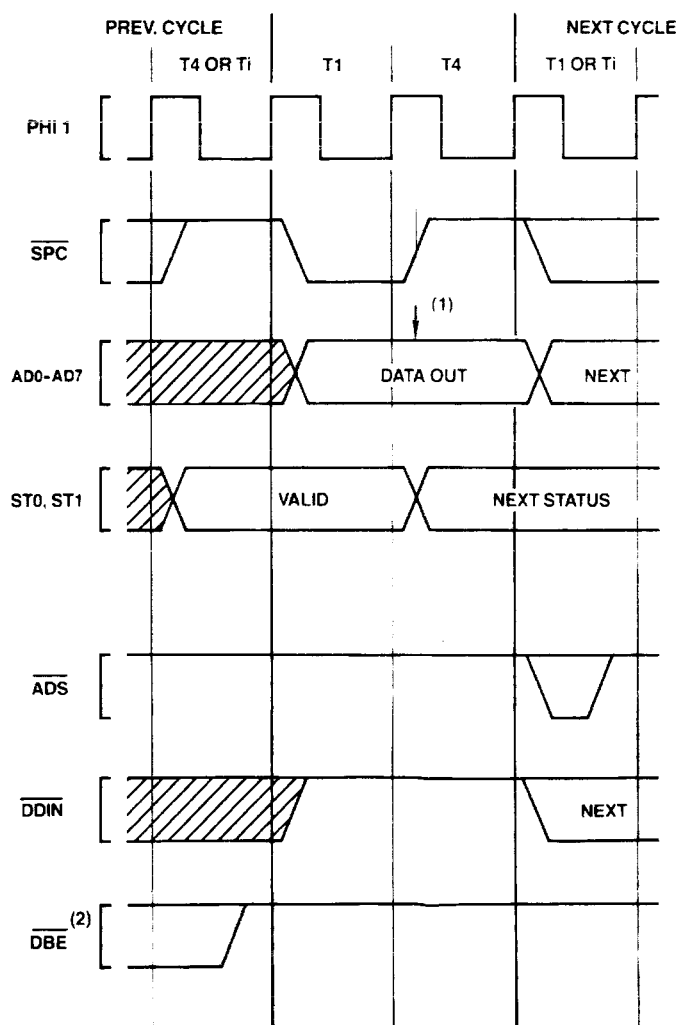 PREV. CYCLE NEXT CYCLE
T4 OR Ti T1 T4 T1 OR Ti
PHI 1
SPC
(1)
AD0-AD7 DATA OUT NEXT
ST0, ST1 VALID NEXT STATUS
ADS
DDIN NEXT
DBE (2)